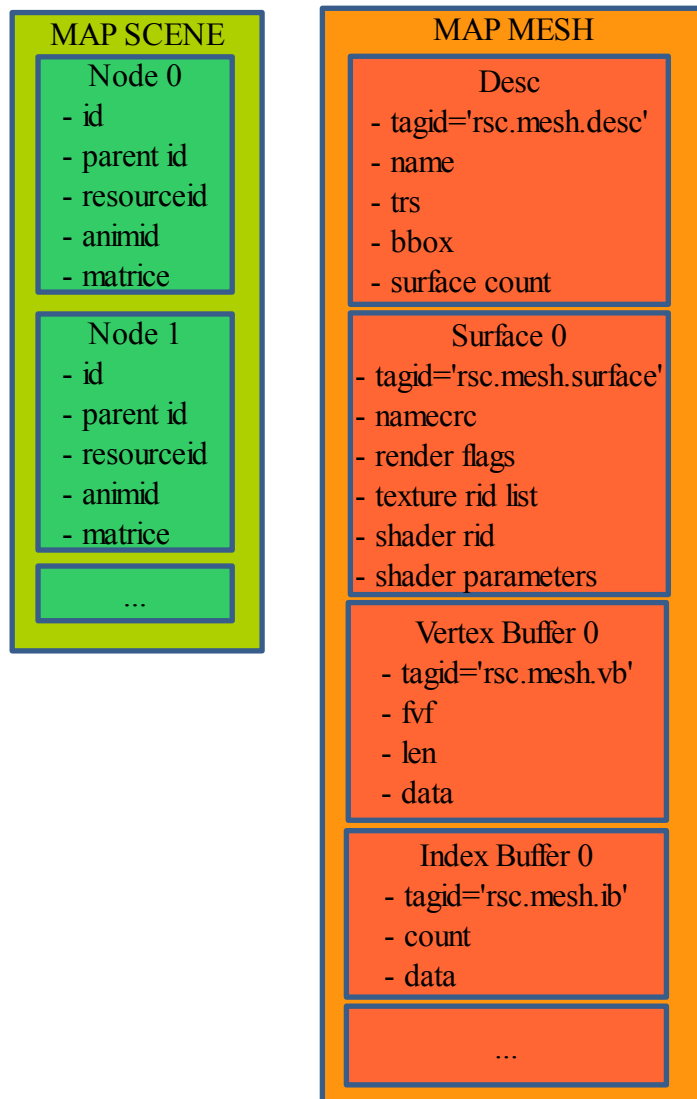 MAP SCENE
Node 0
- id
- parent id
- resourceid
- animid
- matrice
Node 1
- id
- parent id
- resourceid
- animid
- matrice
...
MAP MESH
Desc
- tagid='rsc.mesh.desc'
- name
- trs
- bbox
- surface count
Surface 0
- tagid='rsc.mesh.surface'
- namecrc
- render flags
- texture rid list
- shader rid
- shader parameters
Vertex Buffer 0
- tagid='rsc.mesh.vb'
- fvf
- len
- data
Index Buffer 0
- tagid='rsc.mesh.ib'
- count
- data
...